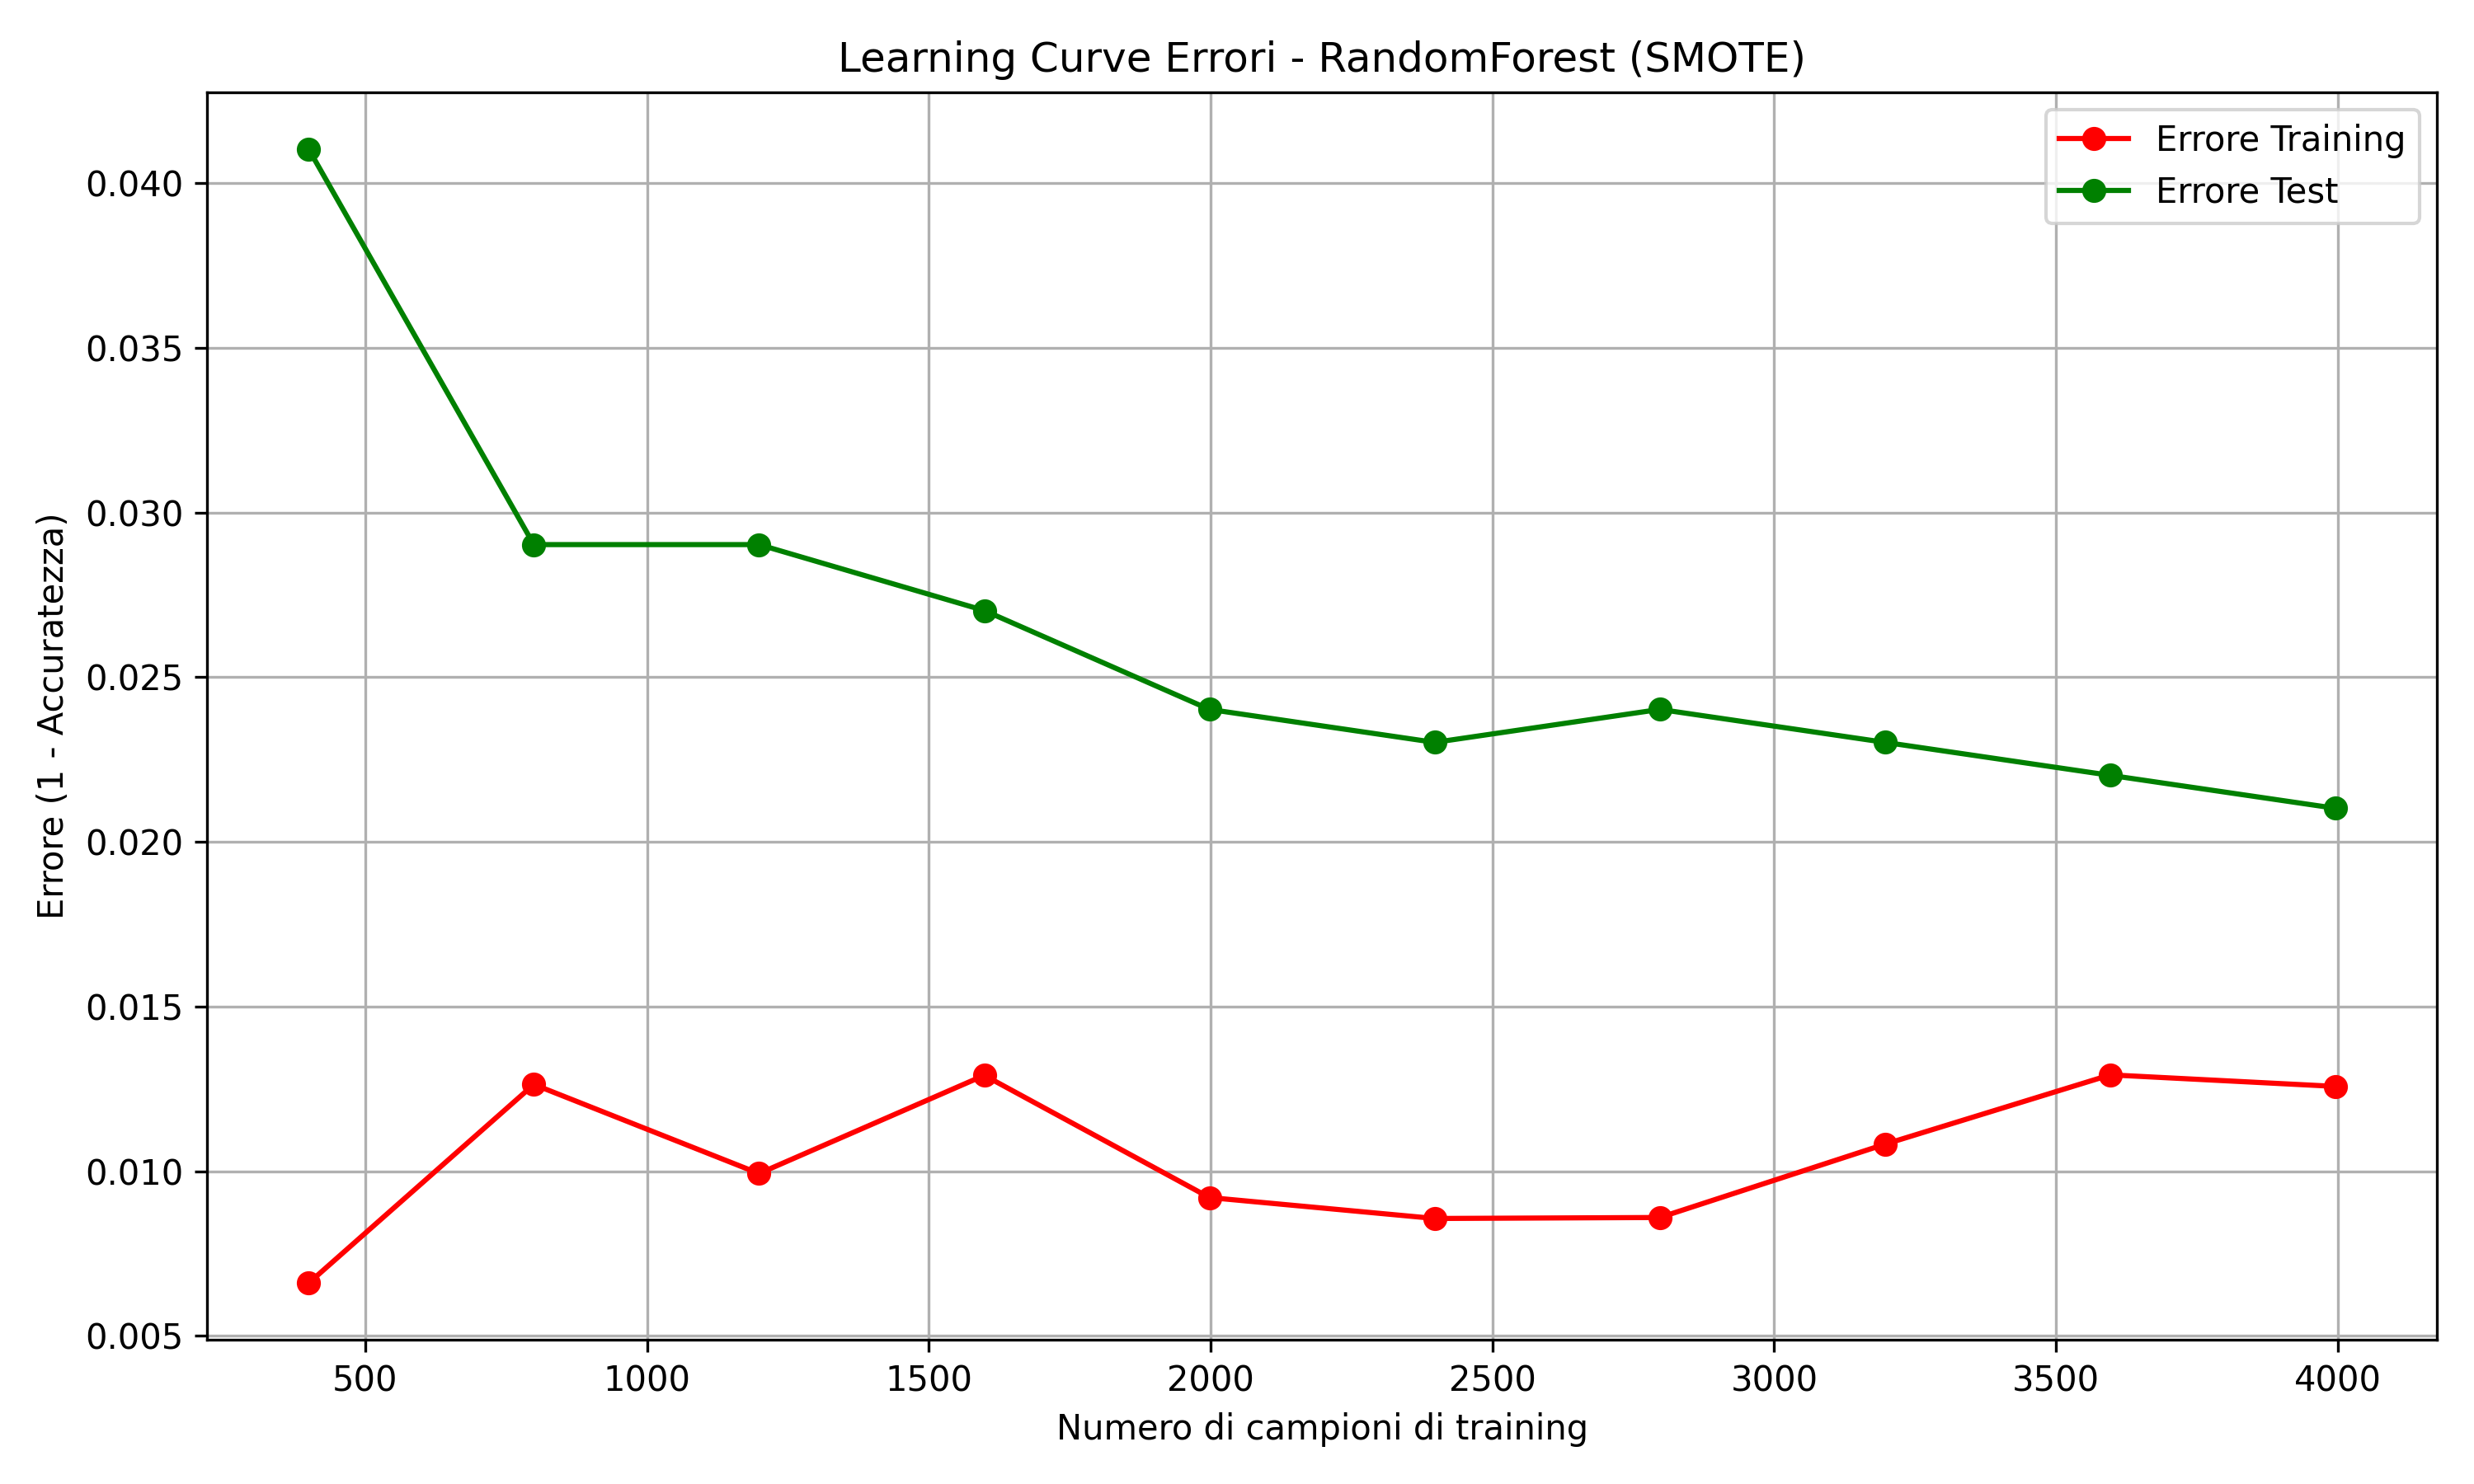 Learning Curve Errori - RandomForest (SMOTE)
Errore Training
Errore Test
Errore (1 - Accuratezza)
0.040
0.035
0.030
0.025
0.020
0.015
0.010
0.005
500 1000 1500 2000 2500 3000 3500 4000
Numero di campioni di training